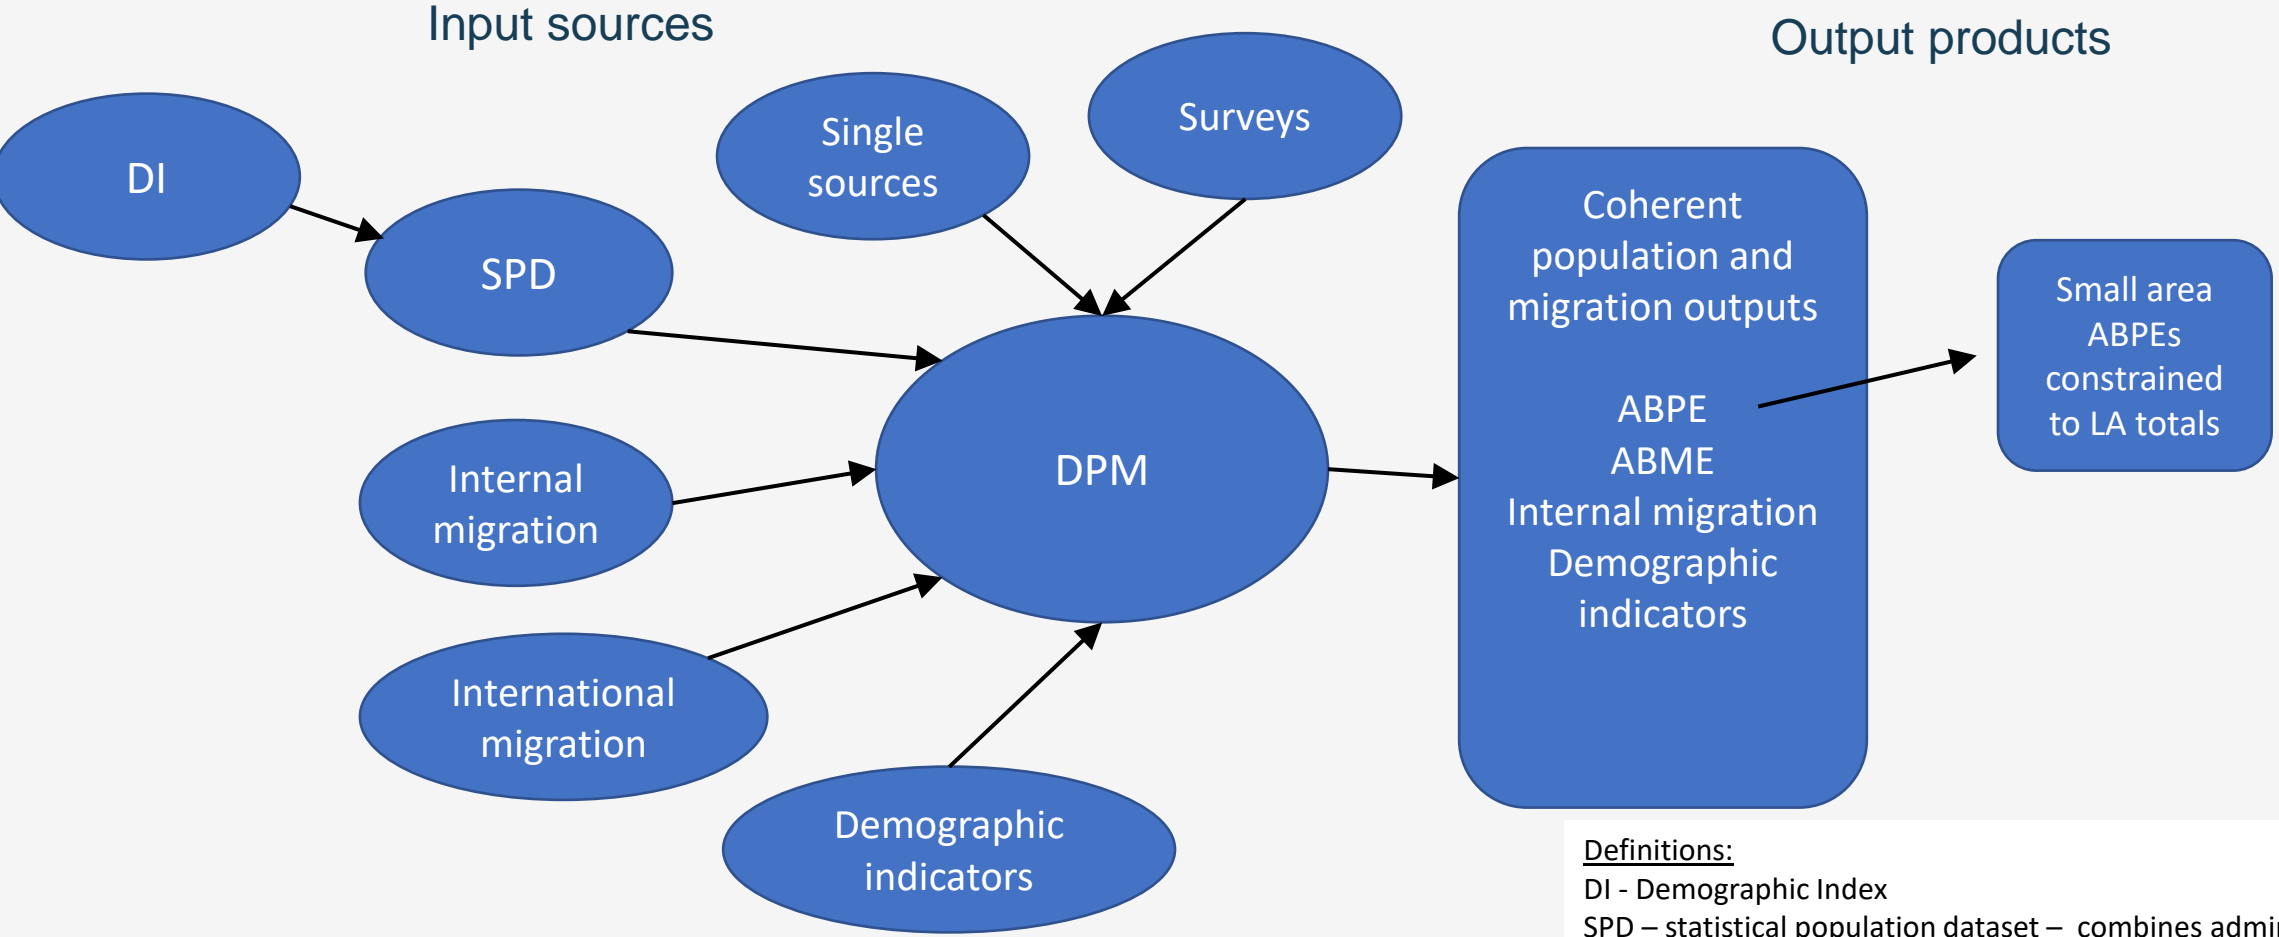 Input sources
Output products
DI
SPD
Single
sources
Surveys
Internal
migration
International
migration
Demographic
indicators
DPM
Coherent
population and
migration outputs
ABPE
ABME
Internal migration
Demographic
indicators
Small area
ABPEs
constrained
to LA totals
Definitions:
DI - Demographic Index
SPD – statistical population dataset – combines